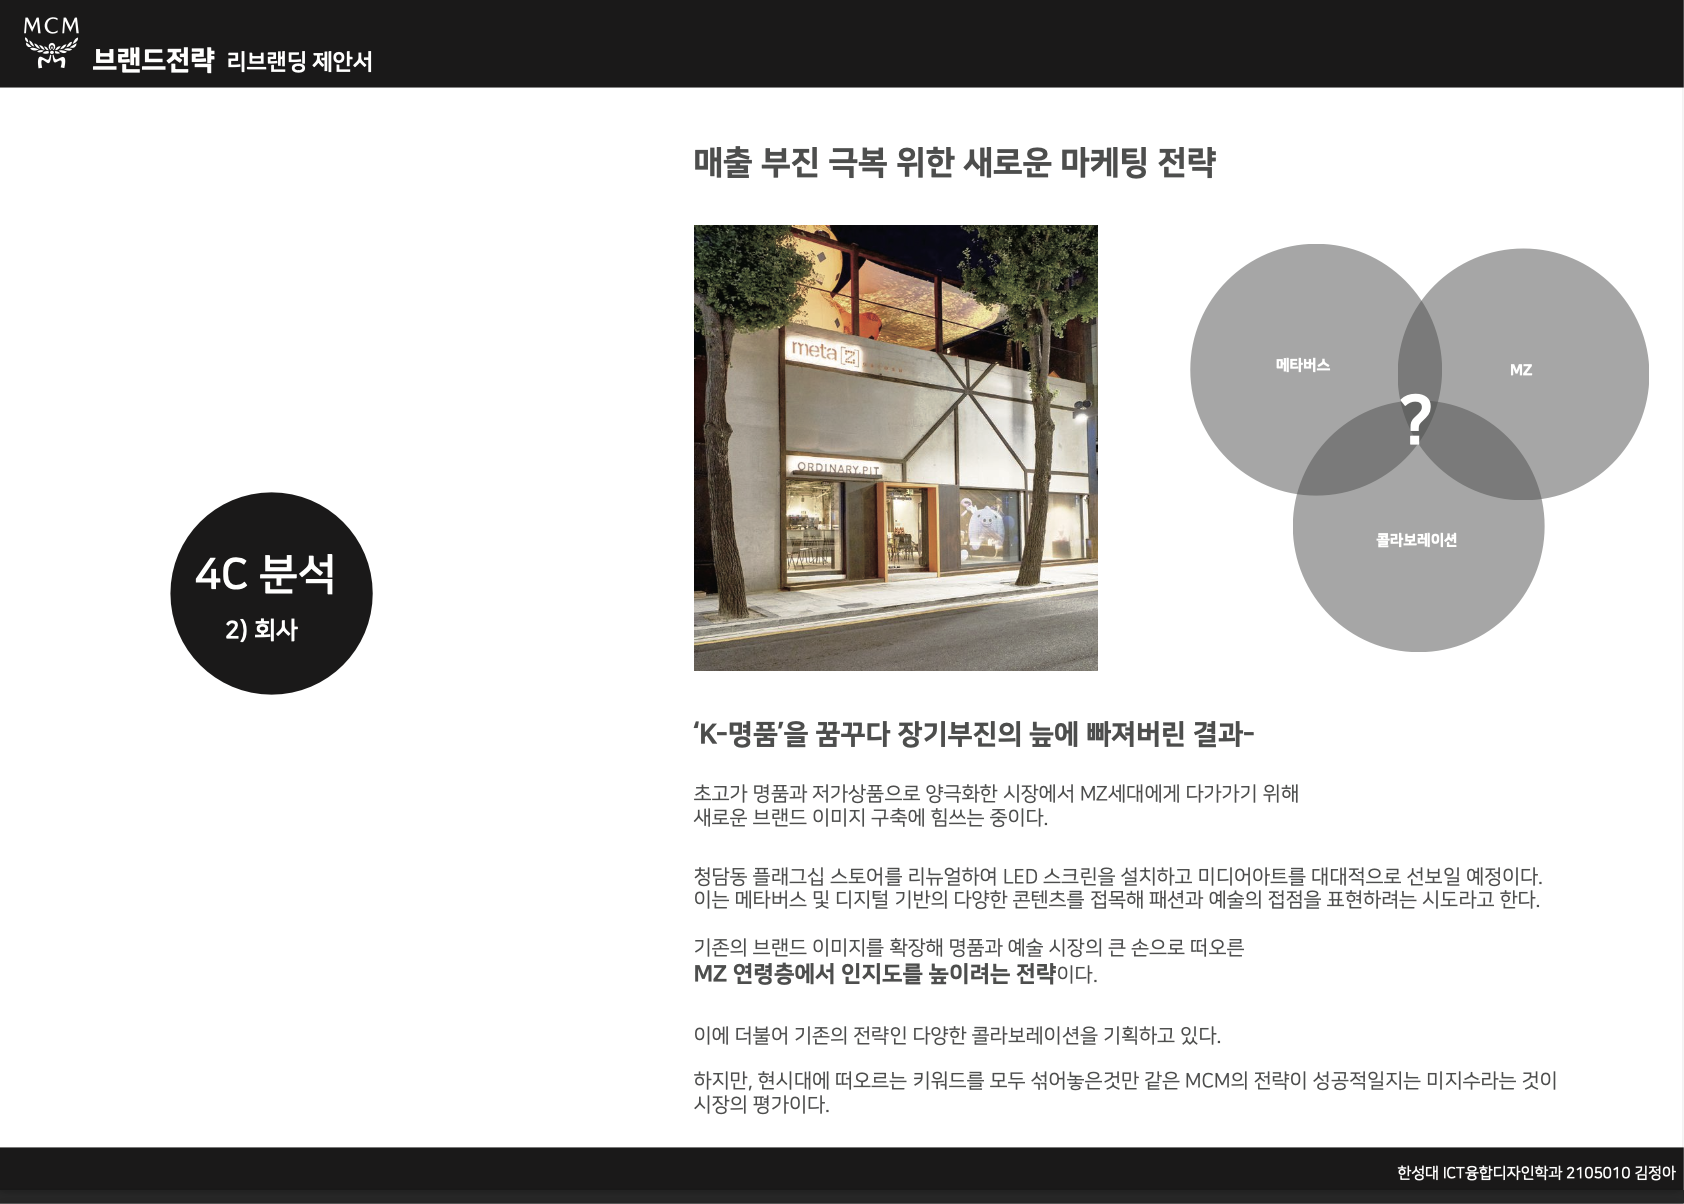 MCM
브랜드전략 리브랜딩 제안서
매출 부진 극복 위한 새로운 마케팅 전략
meta [z]
ORDINARY.PIT
메타버스
MZ
?
콜라보레이션
4C 분석
2) 회사
‘K-명품’을 꿈꾸다 장기부진의 늪에 빠져버린 결과-
초고가 명품과 저가상품으로 양극화한 시장에서 MZ세대에게 다가가기 위해
새로운 브랜드 이미지 구축에 힘쓰는 중이다.
청담동 플래그십 스토어를 리뉴얼하여 LED 스크린을 설치하고 미디어아트를 대대적으로 선보일 예정이다.
이는 메타버스 및 디지털 기반의 다양한 콘텐츠를 접목해 패션과 예술의 접점을 표현하려는 시도라고 한다.
기존의 브랜드 이미지를 확장해 명품과 예술 시장의 큰 손으로 떠오른
MZ 연령층에서 인지도를 높이려는 전략이다.
이에 더불어 기존의 전략인 다양한 콜라보레이션을 기획하고 있다.
하지만, 현시대에 떠오르는 키워드를 모두 섞어놓은것만 같은 MCM의 전략이 성공적일지는 미지수라는 것이
시장의 평가이다.
한성대 ICT융합디자인학과 2105010 김정아